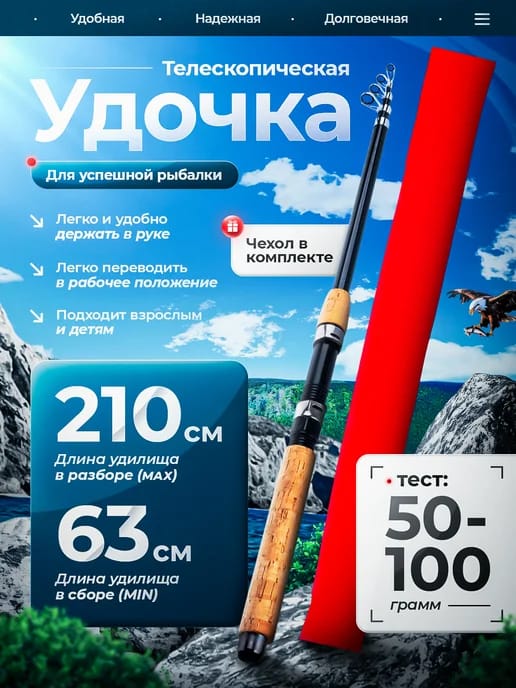 Удобная
Надежная
Долговечная
Телескопическая
Удочка
Для успешной рыбалки
Легко и удобно
держать в руке
Легко переводить
в рабочее положение
Подходит взрослым
и детям
Чехол в
комплекте
210 см
Длина удилища
в разборе (MAX)
63 см
Длина удилища
в сборе (MIN)
тест:
50-
100
грамм